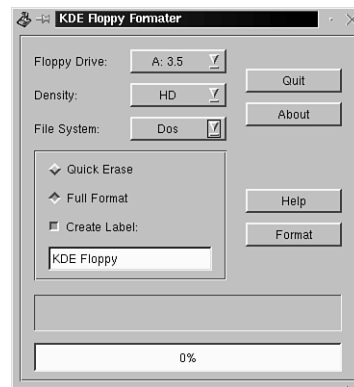 KDE Floppy Formater
Floppy Drive: A: 3.5
Quit
Density: HD
About
File System: Dos
Quick Erase
Full Format
Help
Create Label:
Format
KDE Floppy
0%